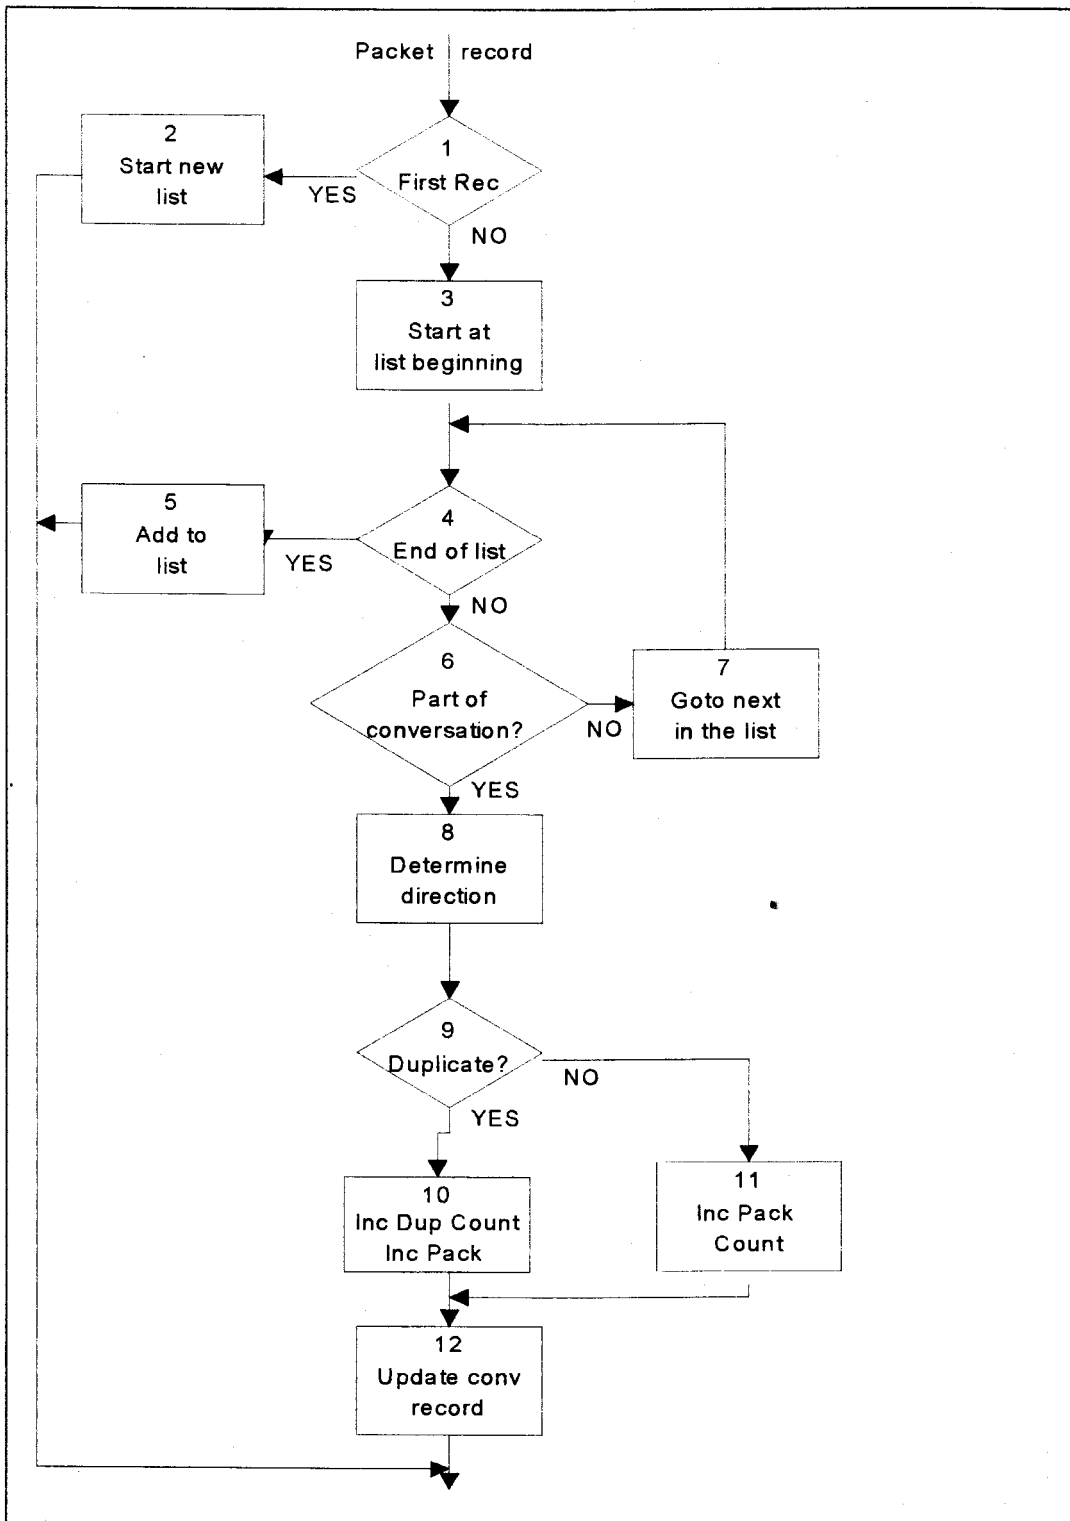 Packet record
1
First Rec
YES
NO
2
Start new
list
3
Start at
list beginning
4
End of list
YES
NO
5
Add to
list
6
Part of
conversation?
NO
YES
7
Goto next
in the list
8
Determine
direction
9
Duplicate?
NO
YES
10
Inc Dup Count
Inc Pack
11
Inc Pack
Count
12
Update conv
record